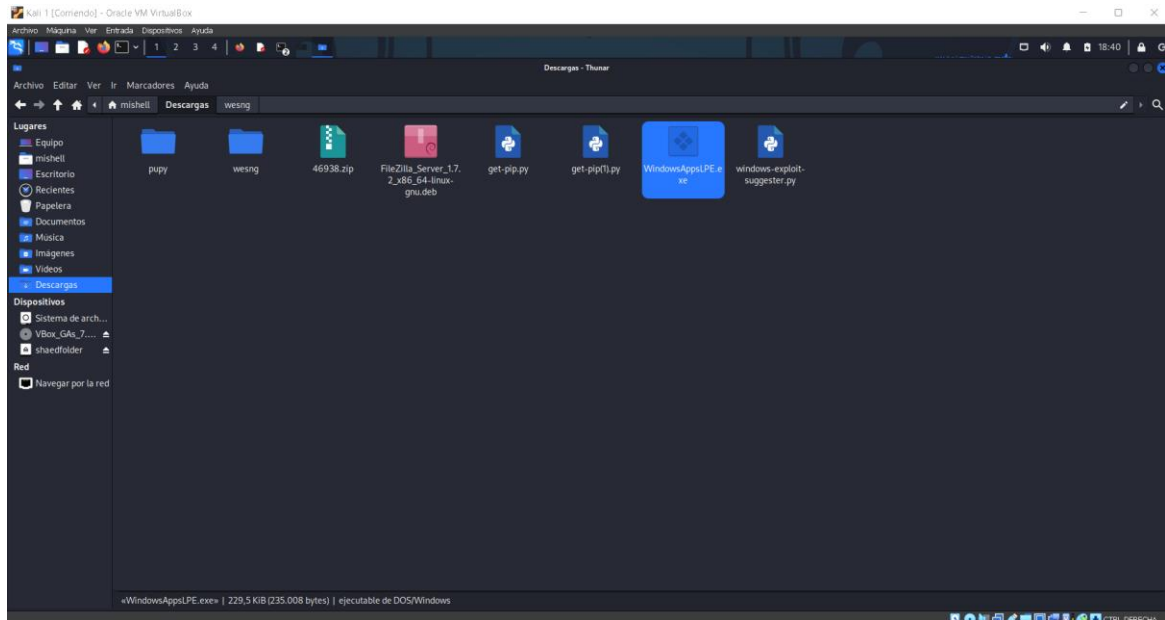 Kali 1 [Corriendo] - Oracle VM VirtualBox
Archivo Máquina Ver Entrada Dispositivos Ayuda
1 2 3 4
18:40
Descargas - Thunar
Archivo Editar Ver Ir Marcadores Ayuda
mishell Descargas wesng
Lugares
Equipo
mishell
Escritorio
Recientes
Papelera
Documentos
Música
Imágenes
Vídeos
Descargas
Dispositivos
Sistema de arch...
VBox_GAs_7....
shaedfolder
Red
Navegar por la red
pupy
wesng
46938.zip
FileZilla_Server_1.7.
2_x86_64-linux-
gnu.deb
get-pip.py
get-pip(1).py
WindowsAppsLPE.e
xe
windows-exploit-
suggester.py
«WindowsAppsLPE.exe» | 229,5 KiB (235.008 bytes) | ejecutable de DOS/Windows
CTRL DERECHA